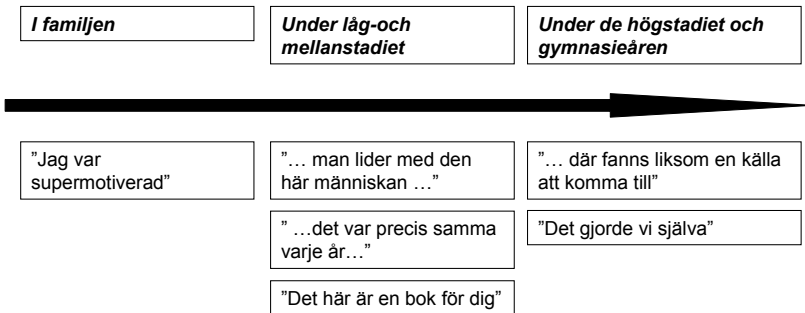 I familjen
Under låg-och
mellanstadiet
Under de högstadiet och
gymnasieåren
”Jag var
supermotiverad”
”… man lider med den
här människan …”
” …det var precis samma
varje år…”
”Det här är en bok för dig”
”… där fanns liksom en källa
att komma till”
”Det gjorde vi själva”